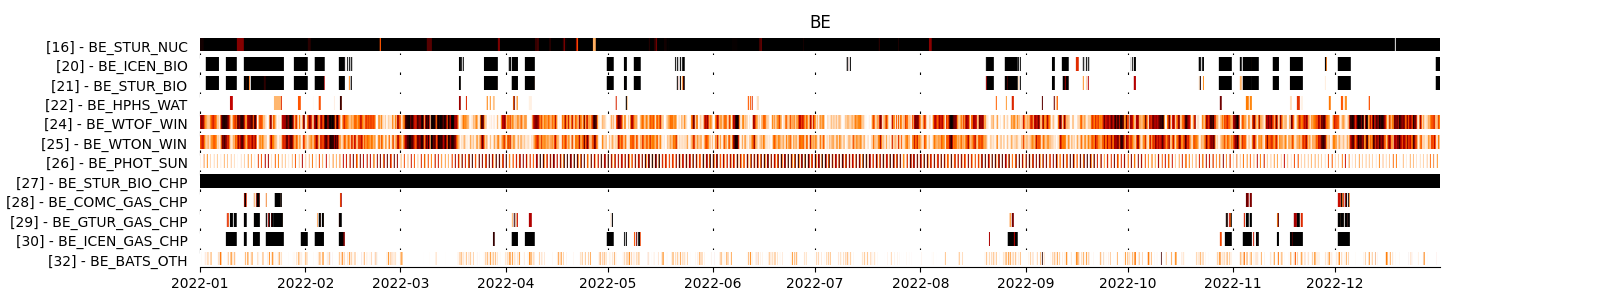 BE
[16] - BE_STUR_NUC
[20] - BE_ICEN_BIO
[21] - BE_STUR_BIO
[22] - BE_HPHS_WAT
[24] - BE_WTOF_WIN
[25] - BE_WTON_WIN
[26] - BE_PHOT_SUN
[27] - BE_STUR_BIO_CHP
[28] - BE_COMC_GAS_CHP
[29] - BE_GTUR_GAS_CHP
[30] - BE_ICEN_GAS_CHP
[32] - BE_BATS_OTH
2022-01 2022-02 2022-03 2022-04 2022-05 2022-06 2022-07 2022-08 2022-09 2022-10 2022-11 2022-12